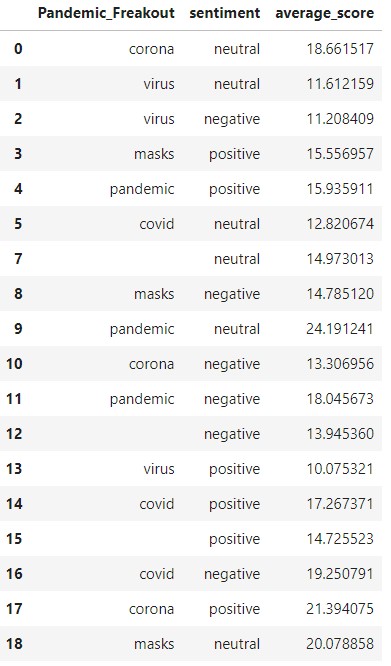 Pandemic_Freakout sentiment average_score
0 corona neutral 18.661517
1 virus neutral 11.612159
2 virus negative 11.208409
3 masks positive 15.556957
4 pandemic positive 15.935911
5 covid neutral 12.820674
7 neutral 14.973013
8 masks negative 14.785120
9 pandemic neutral 24.191241
10 corona negative 13.306956
11 pandemic negative 18.045673
12 negative 13.945360
13 virus positive 10.075321
14 covid positive 17.267371
15 positive 14.725523
16 covid negative 19.250791
17 corona positive 21.394075
18 masks neutral 20.078858